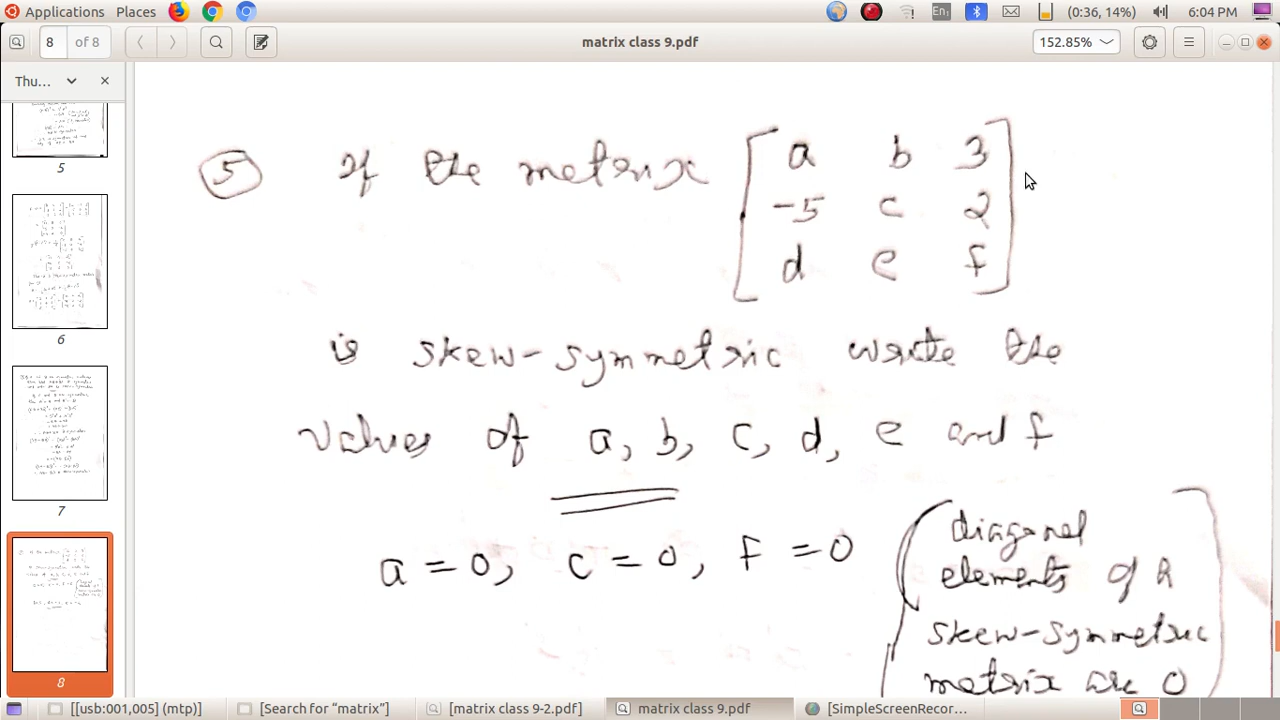 Applications Places En₁ (0:36, 14%) 6:04 PM
8 of 8 matrix class 9.pdf 152.85%
Thu...
5
6
7
8
5 If the metrix [ a b 3
-5 c 2
d e f ]
is skew-symmetric write the
values of a, b, c, d, e and f
a = 0, c = 0, f = 0
( diagonal
elements of a
skew-symmetric
metrix are 0
[[usb:001,005] (mtp)] [Search for “matrix”] [matrix class 9-2.pdf] matrix class 9.pdf [SimpleScreenRecor...